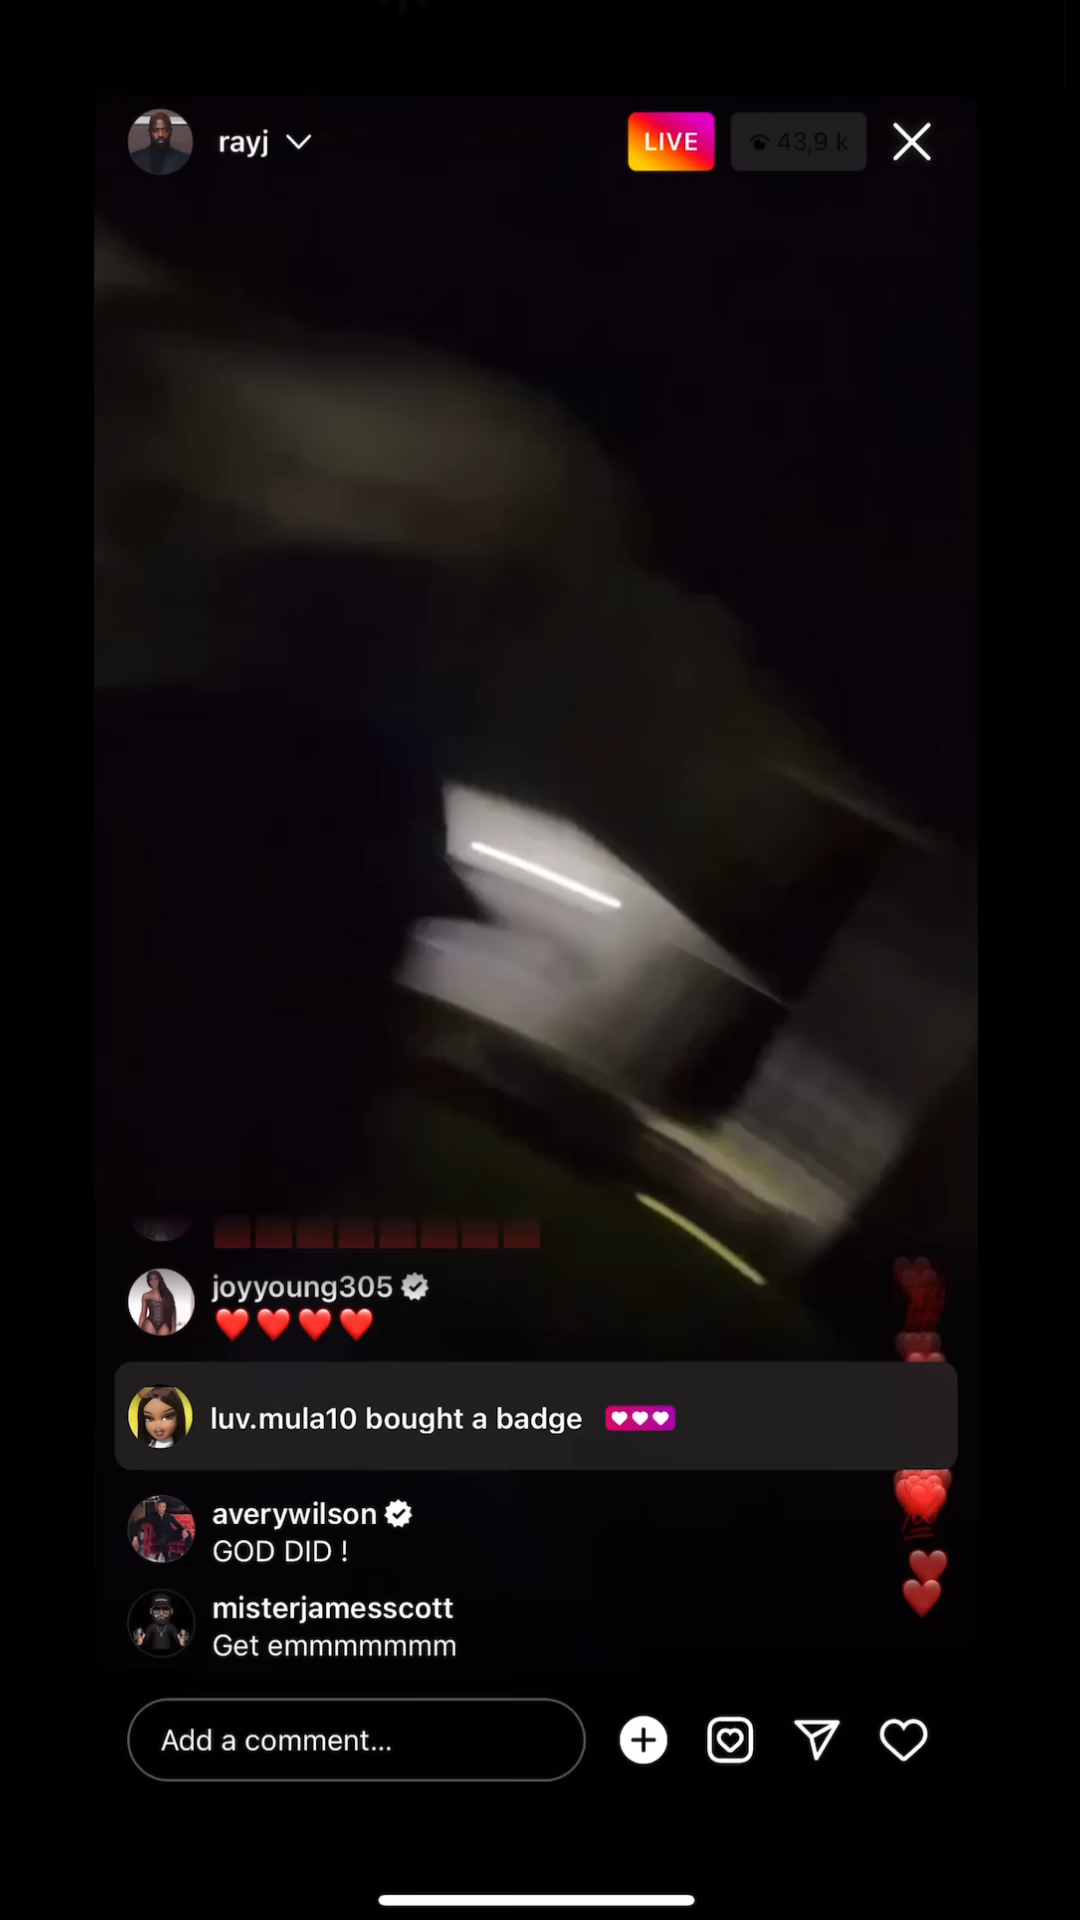 rayj
LIVE
43,9 k
joyyoung305
❤️❤️❤️❤️
luv.mula10 bought a badge
averywilson
GOD DID !
misterjamesscott
Get emmmmmmm
Add a comment...